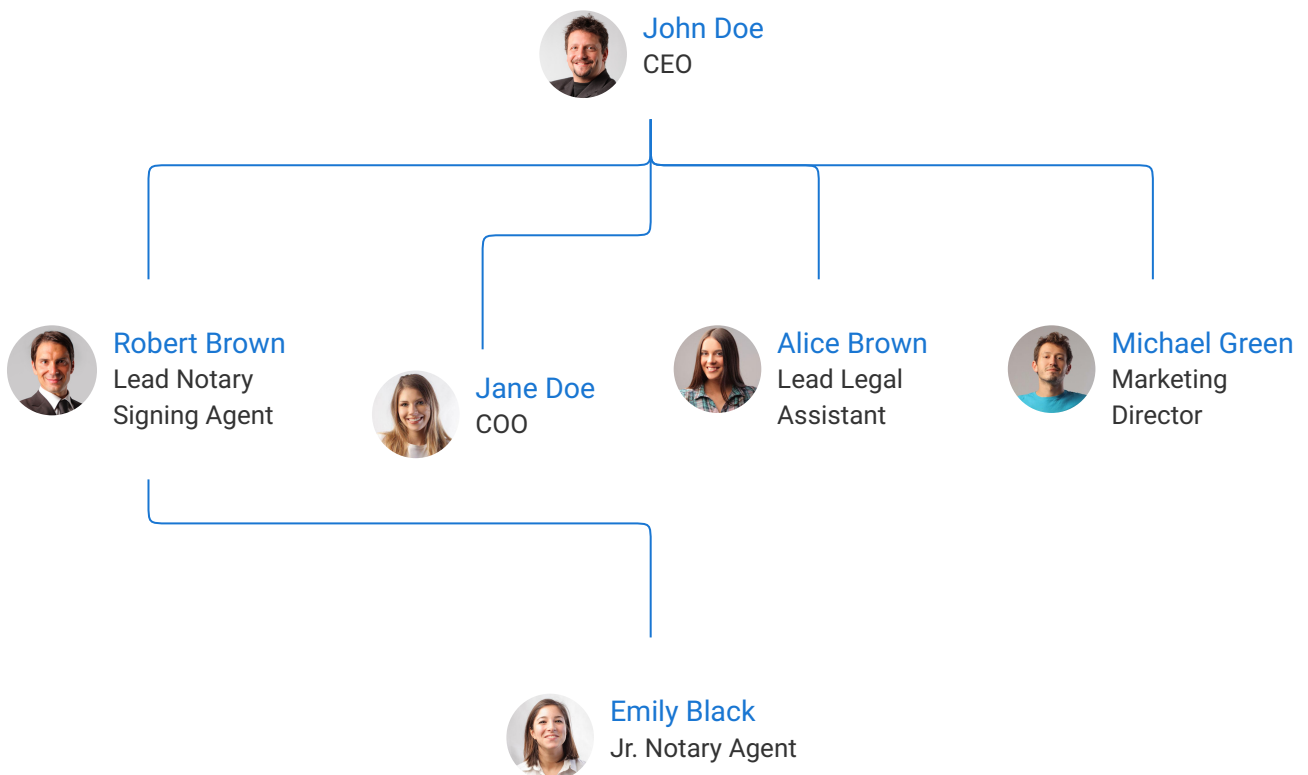 John Doe
CEO
Robert Brown
Lead Notary
Signing Agent
Jane Doe
COO
Alice Brown
Lead Legal
Assistant
Michael Green
Marketing
Director
Emily Black
Jr. Notary Agent